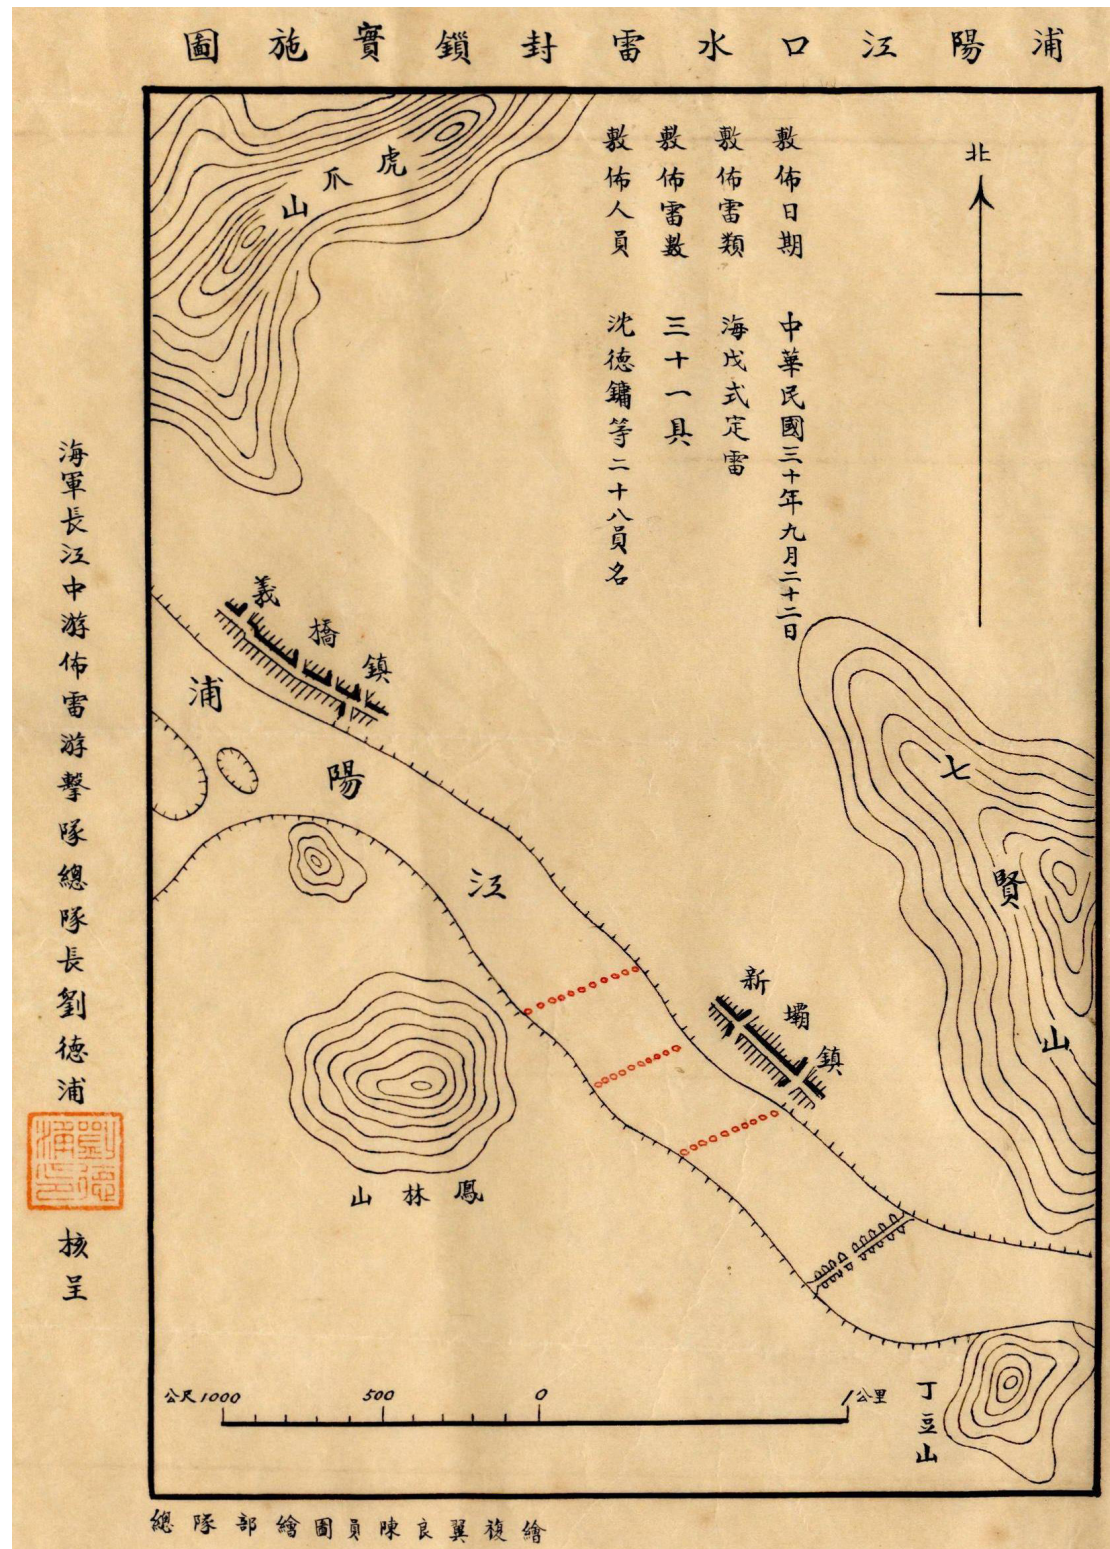 浦陽江口水雷封鎖實施圖
北
敷佈日期 中華民國三十年九月二十二日
敷佈雷類 海戊式定雷
敷佈雷數 三十一具
敷佈人員 沈德鏞等二十八員名
虎爪山
義橋鎮
浦陽江
七賢山
新壩鎮
鳳林山
丁豆山
公尺1000 500 0 1公里
海軍長江中游佈雷游擊隊總隊長劉德浦
劉德浦印
核呈
總隊部繪圖員陳良翼複繪